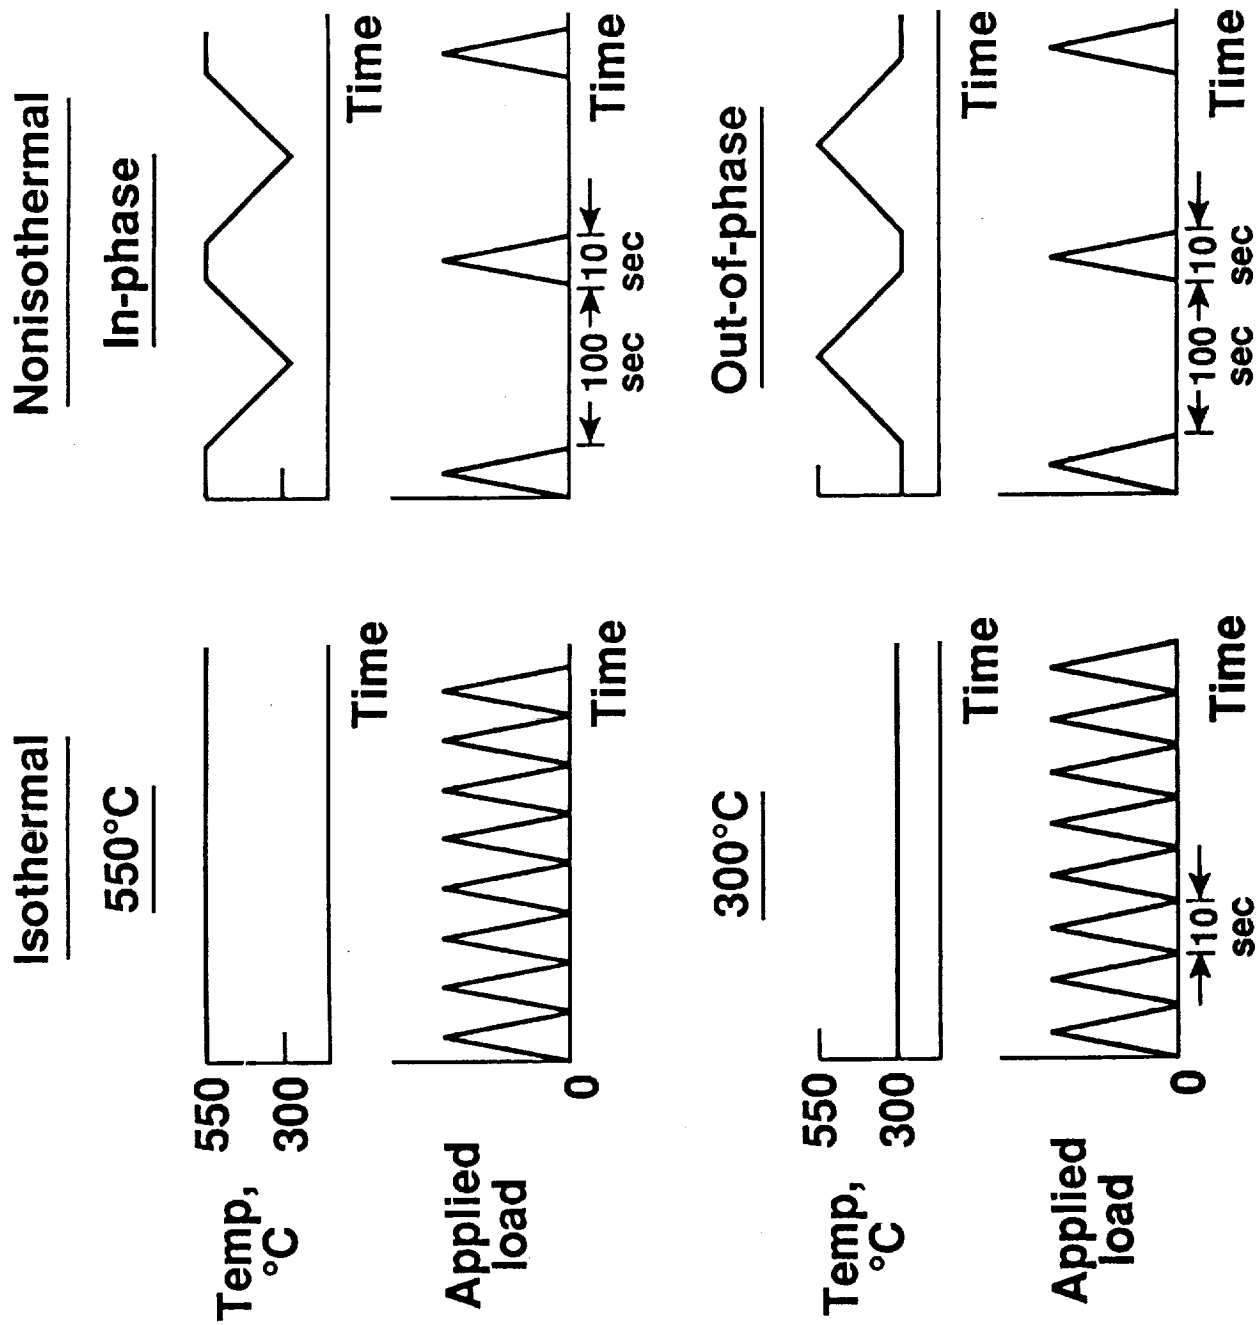 Isothermal
Nonisothermal
550°C
In-phase
Temp,
°C
550
300
Time
Time
Applied
load
0
Time
100
sec
10
sec
Time
300°C
Out-of-phase
Temp,
°C
550
300
Time
Time
Applied
load
0
10
sec
Time
100
sec
10
sec
Time